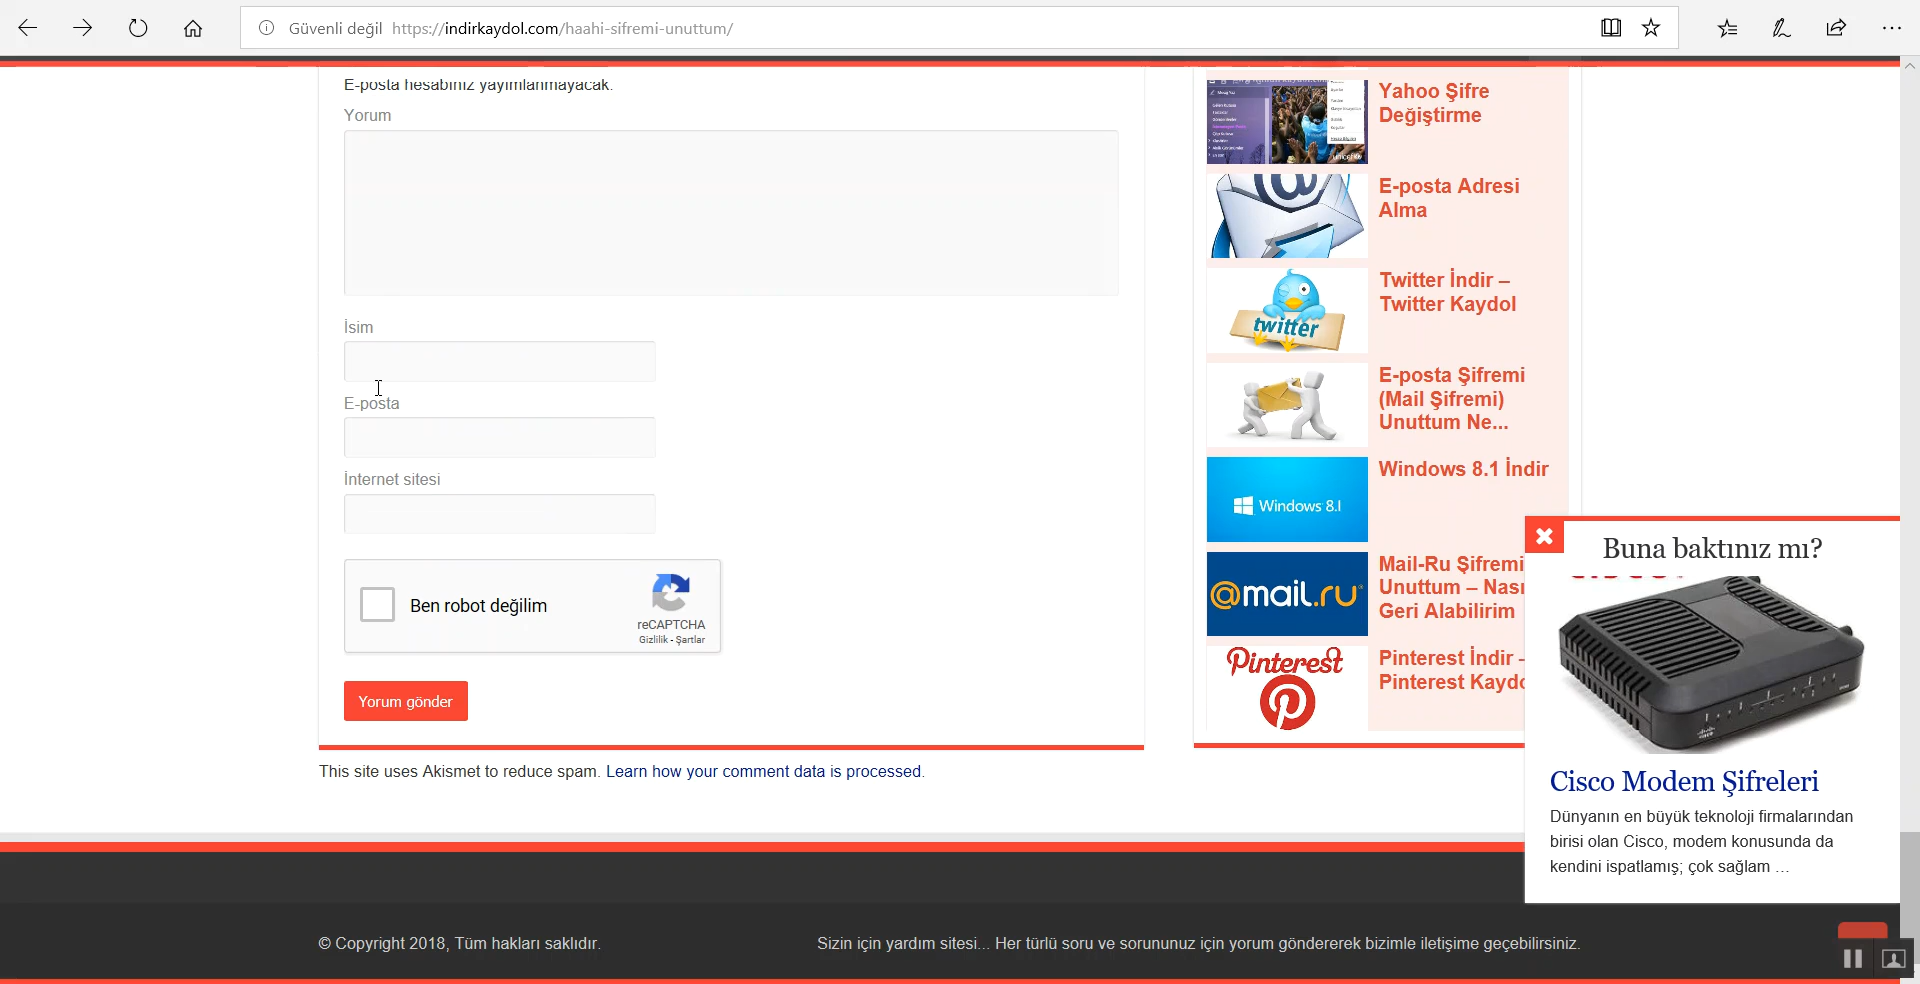 Güvenli değil https://indirkaydol.com/haahi-sifremi-unuttum/
E-posta hesabınız yayımlanmayacak.
Yorum
İsim
E-posta
İnternet sitesi
Ben robot değilim
reCAPTCHA
Gizlilik - Şartlar
Yorum gönder
This site uses Akismet to reduce spam. Learn how your comment data is processed.
Yahoo Şifre
Değiştirme
E-posta Adresi
Alma
twitter
Twitter İndir –
Twitter Kaydol
E-posta Şifremi
(Mail Şifremi)
Unuttum Ne...
Windows 8.1
Windows 8.1 İndir
@mail.ru
Mail-Ru Şifremi
Unuttum – Nası
Geri Alabilirim
Pinterest
Pinterest İndir -
Pinterest Kaydo
Buna baktınız mı?
Cisco Modem Şifreleri
Dünyanın en büyük teknoloji firmalarından
birisi olan Cisco, modem konusunda da
kendini ispatlamış; çok sağlam ...
© Copyright 2018, Tüm hakları saklıdır.
Sizin için yardım sitesi... Her türlü soru ve sorununuz için yorum göndererek bizimle iletişime geçebilirsiniz.